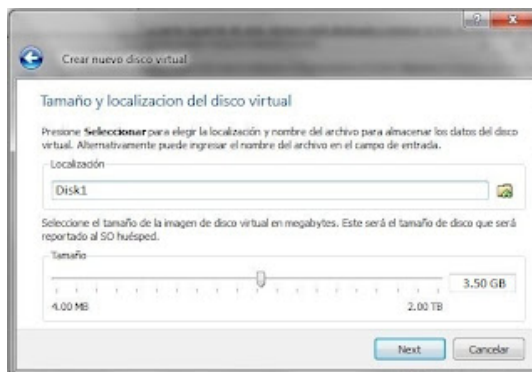 Crear nuevo disco virtual
Tamaño y localizacion del disco virtual
Presione Seleccionar para elegir la localización y nombre del archivo para almacenar los datos del disco
virtual. Alternativamente puede ingresar el nombre del archivo en el campo de entrada.
Localización
Disk1
Seleccione el tamaño de la imagen de disco virtual en megabytes. Este será el tamaño de disco que será
reportado al SO huésped.
Tamaño
3.50 GB
4.00 MB 2.00 TB
Next Cancelar